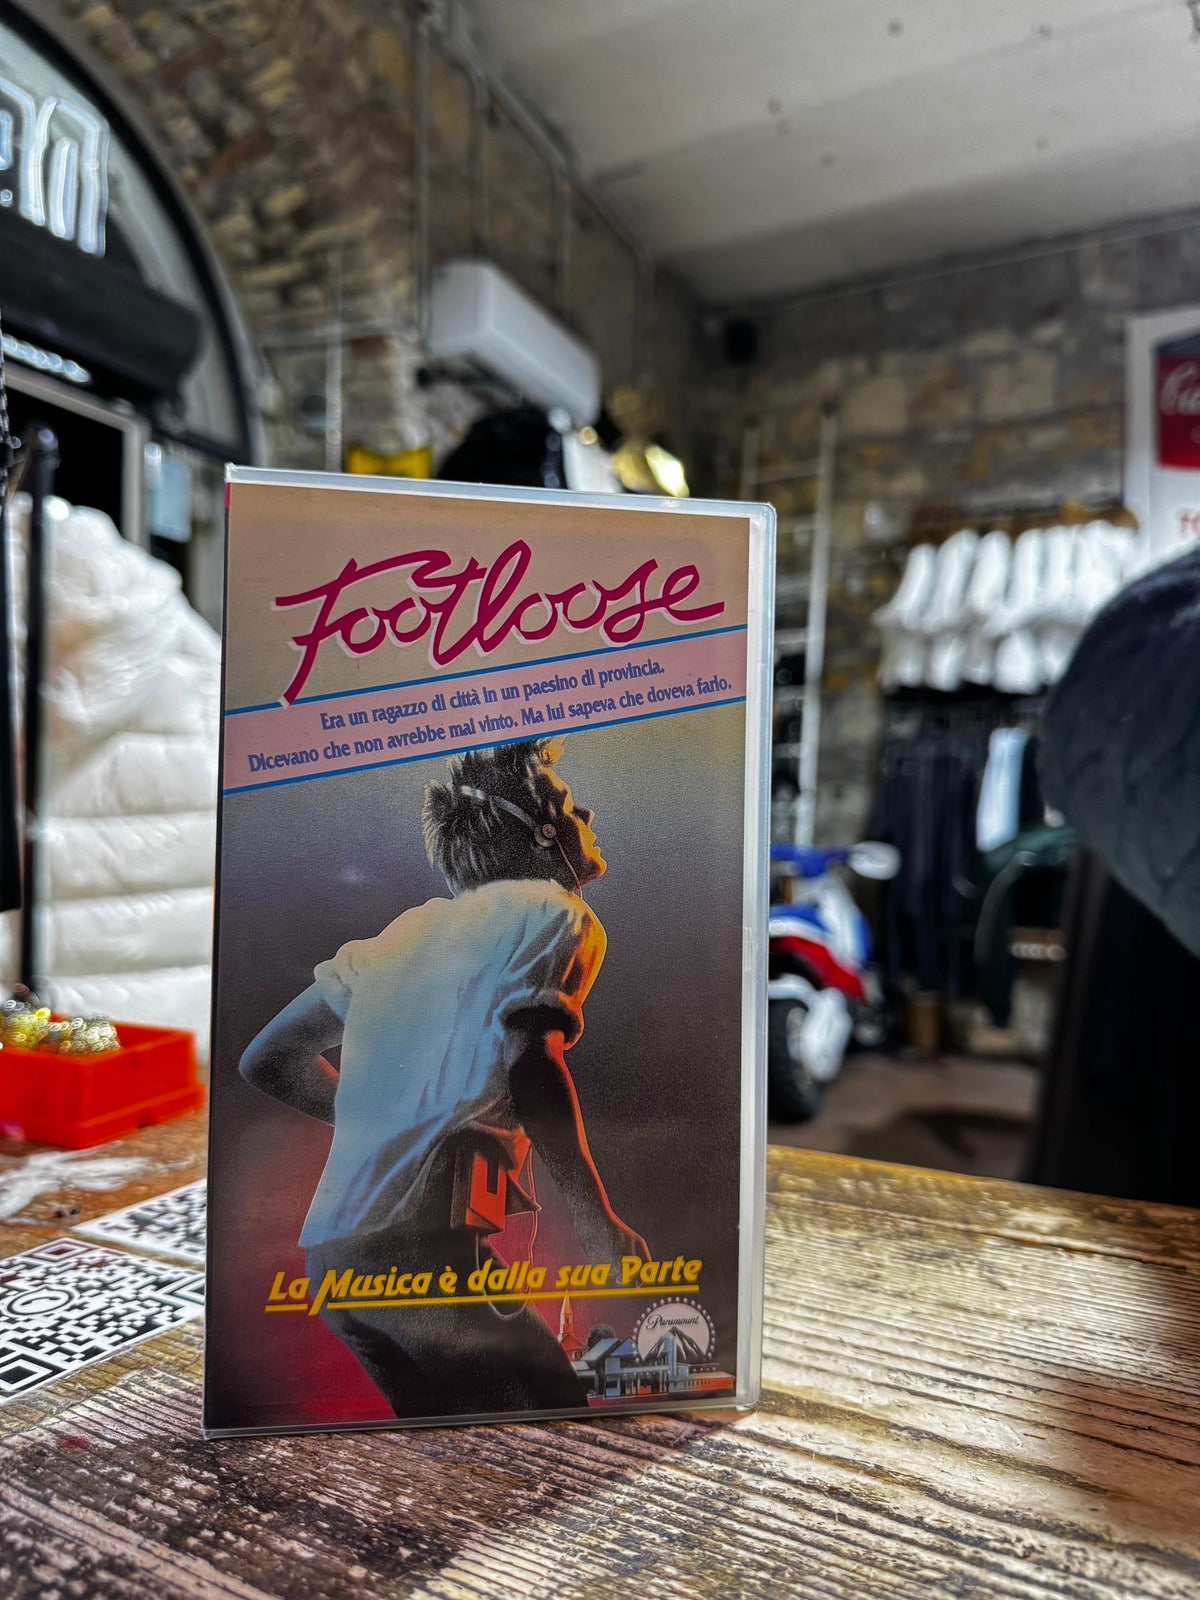 Footloose
Era un ragazzo di città in un paesino di provincia.
Dicevano che non avrebbe mai vinto. Ma lui sapeva che doveva farlo.
La Musica è dalla sua Parte
Paramount